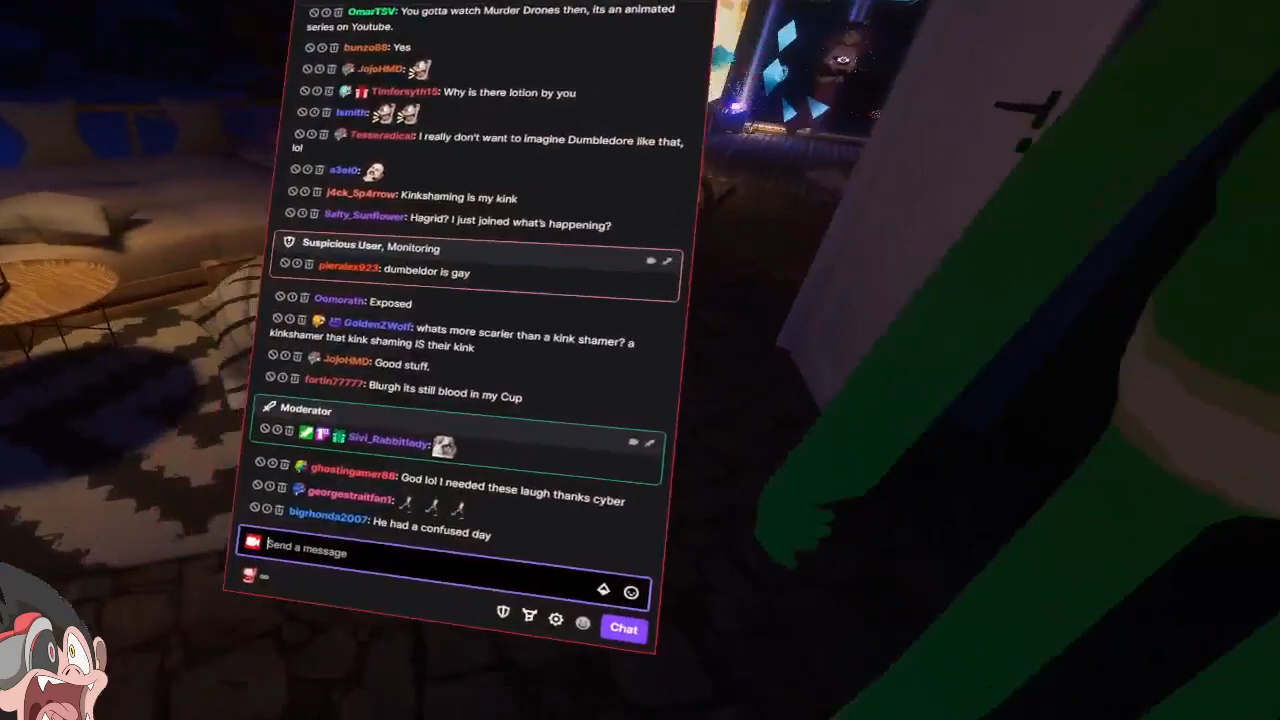 OmarTSV: You gotta watch Murder Drones then, its an animated
series on Youtube.
bunzo68: Yes
JojoHMD:
Timforsyth15: Why is there lotion by you
lsmith:
Tesseradical: I really don't want to imagine Dumbledore like that,
lol
a3el0:
j4ck_5p4rrow: Kinkshaming is my kink
Salty_Sunflower: Hagrid? I just joined what's happening?
Suspicious User, Monitoring
pieralex923: dumbeldor is gay
Oomorath: Exposed
GoldenZWolf: whats more scarier than a kink shamer? a
kinkshamer that kink shaming IS their kink
JojoHMD: Good stuff.
fortin77777: Blurgh its still blood in my Cup
Moderator
Sivi_Rabbitlady:
ghostingamer88: God lol I needed these laugh thanks cyber
georgestraitfan1:
bigrhonda2007: He had a confused day
Send a message
Chat